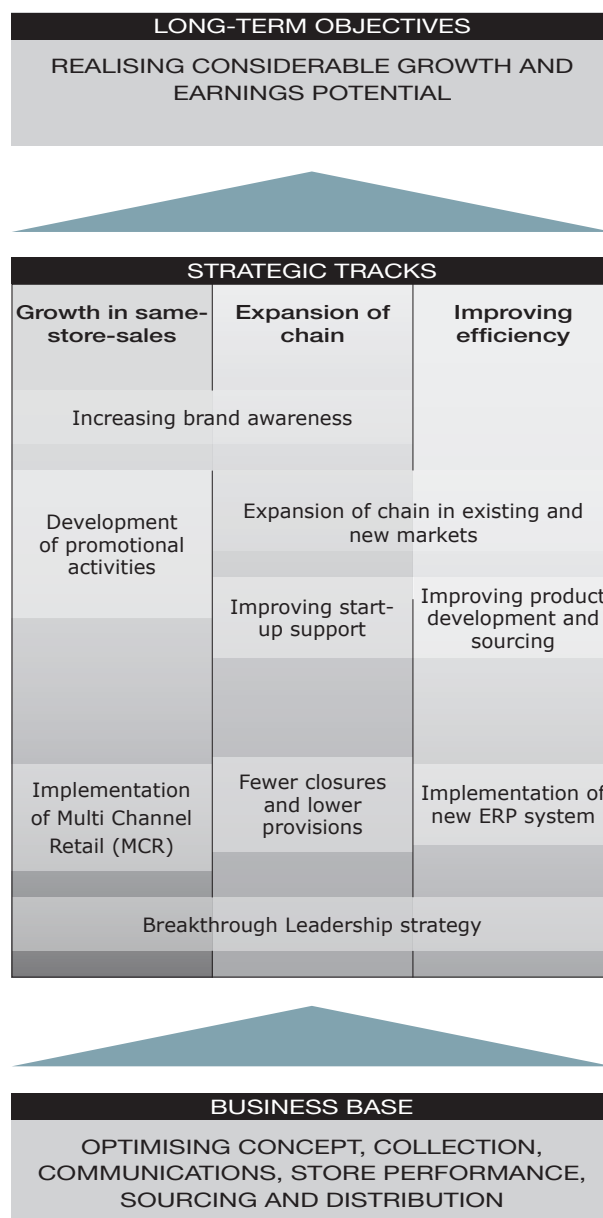 LONG-TERM OBJECTIVES
REALISING CONSIDERABLE GROWTH AND
EARNINGS POTENTIAL
STRATEGIC TRACKS
Growth in same-
store-sales
Expansion of
chain
Improving
efficiency
Increasing brand awareness
Development
of promotional
activities
Expansion of chain in existing and
new markets
Improving start-
up support
Improving product
development and
sourcing
Implementation
of Multi Channel
Retail (MCR)
Fewer closures
and lower
provisions
Implementation of
new ERP system
Breakthrough Leadership strategy
BUSINESS BASE
OPTIMISING CONCEPT, COLLECTION,
COMMUNICATIONS, STORE PERFORMANCE,
SOURCING AND DISTRIBUTION